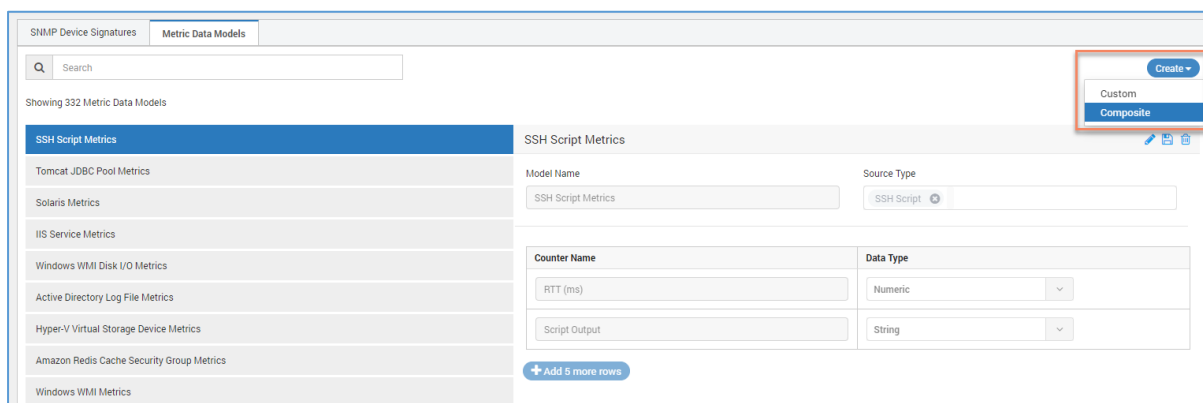 SNMP Device Signatures
Metric Data Models
Search
Create
Custom
Composite
Showing 332 Metric Data Models
SSH Script Metrics
Tomcat JDBC Pool Metrics
Solaris Metrics
IIS Service Metrics
Windows WMI Disk I/O Metrics
Active Directory Log File Metrics
Hyper-V Virtual Storage Device Metrics
Amazon Redis Cache Security Group Metrics
Windows WMI Metrics
SSH Script Metrics
Model Name
Source Type
SSH Script Metrics
SSH Script
Counter Name
Data Type
RTT (ms)
Numeric
Script Output
String
Add 5 more rows